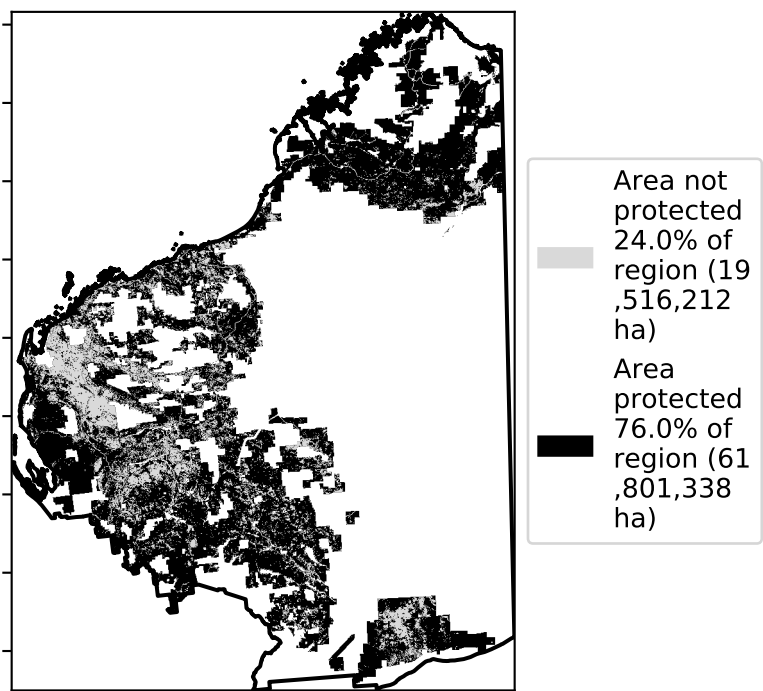 Area not
protected
24.0% of
region (19
,516,212
ha)
Area
protected
76.0% of
region (61
,801,338
ha)